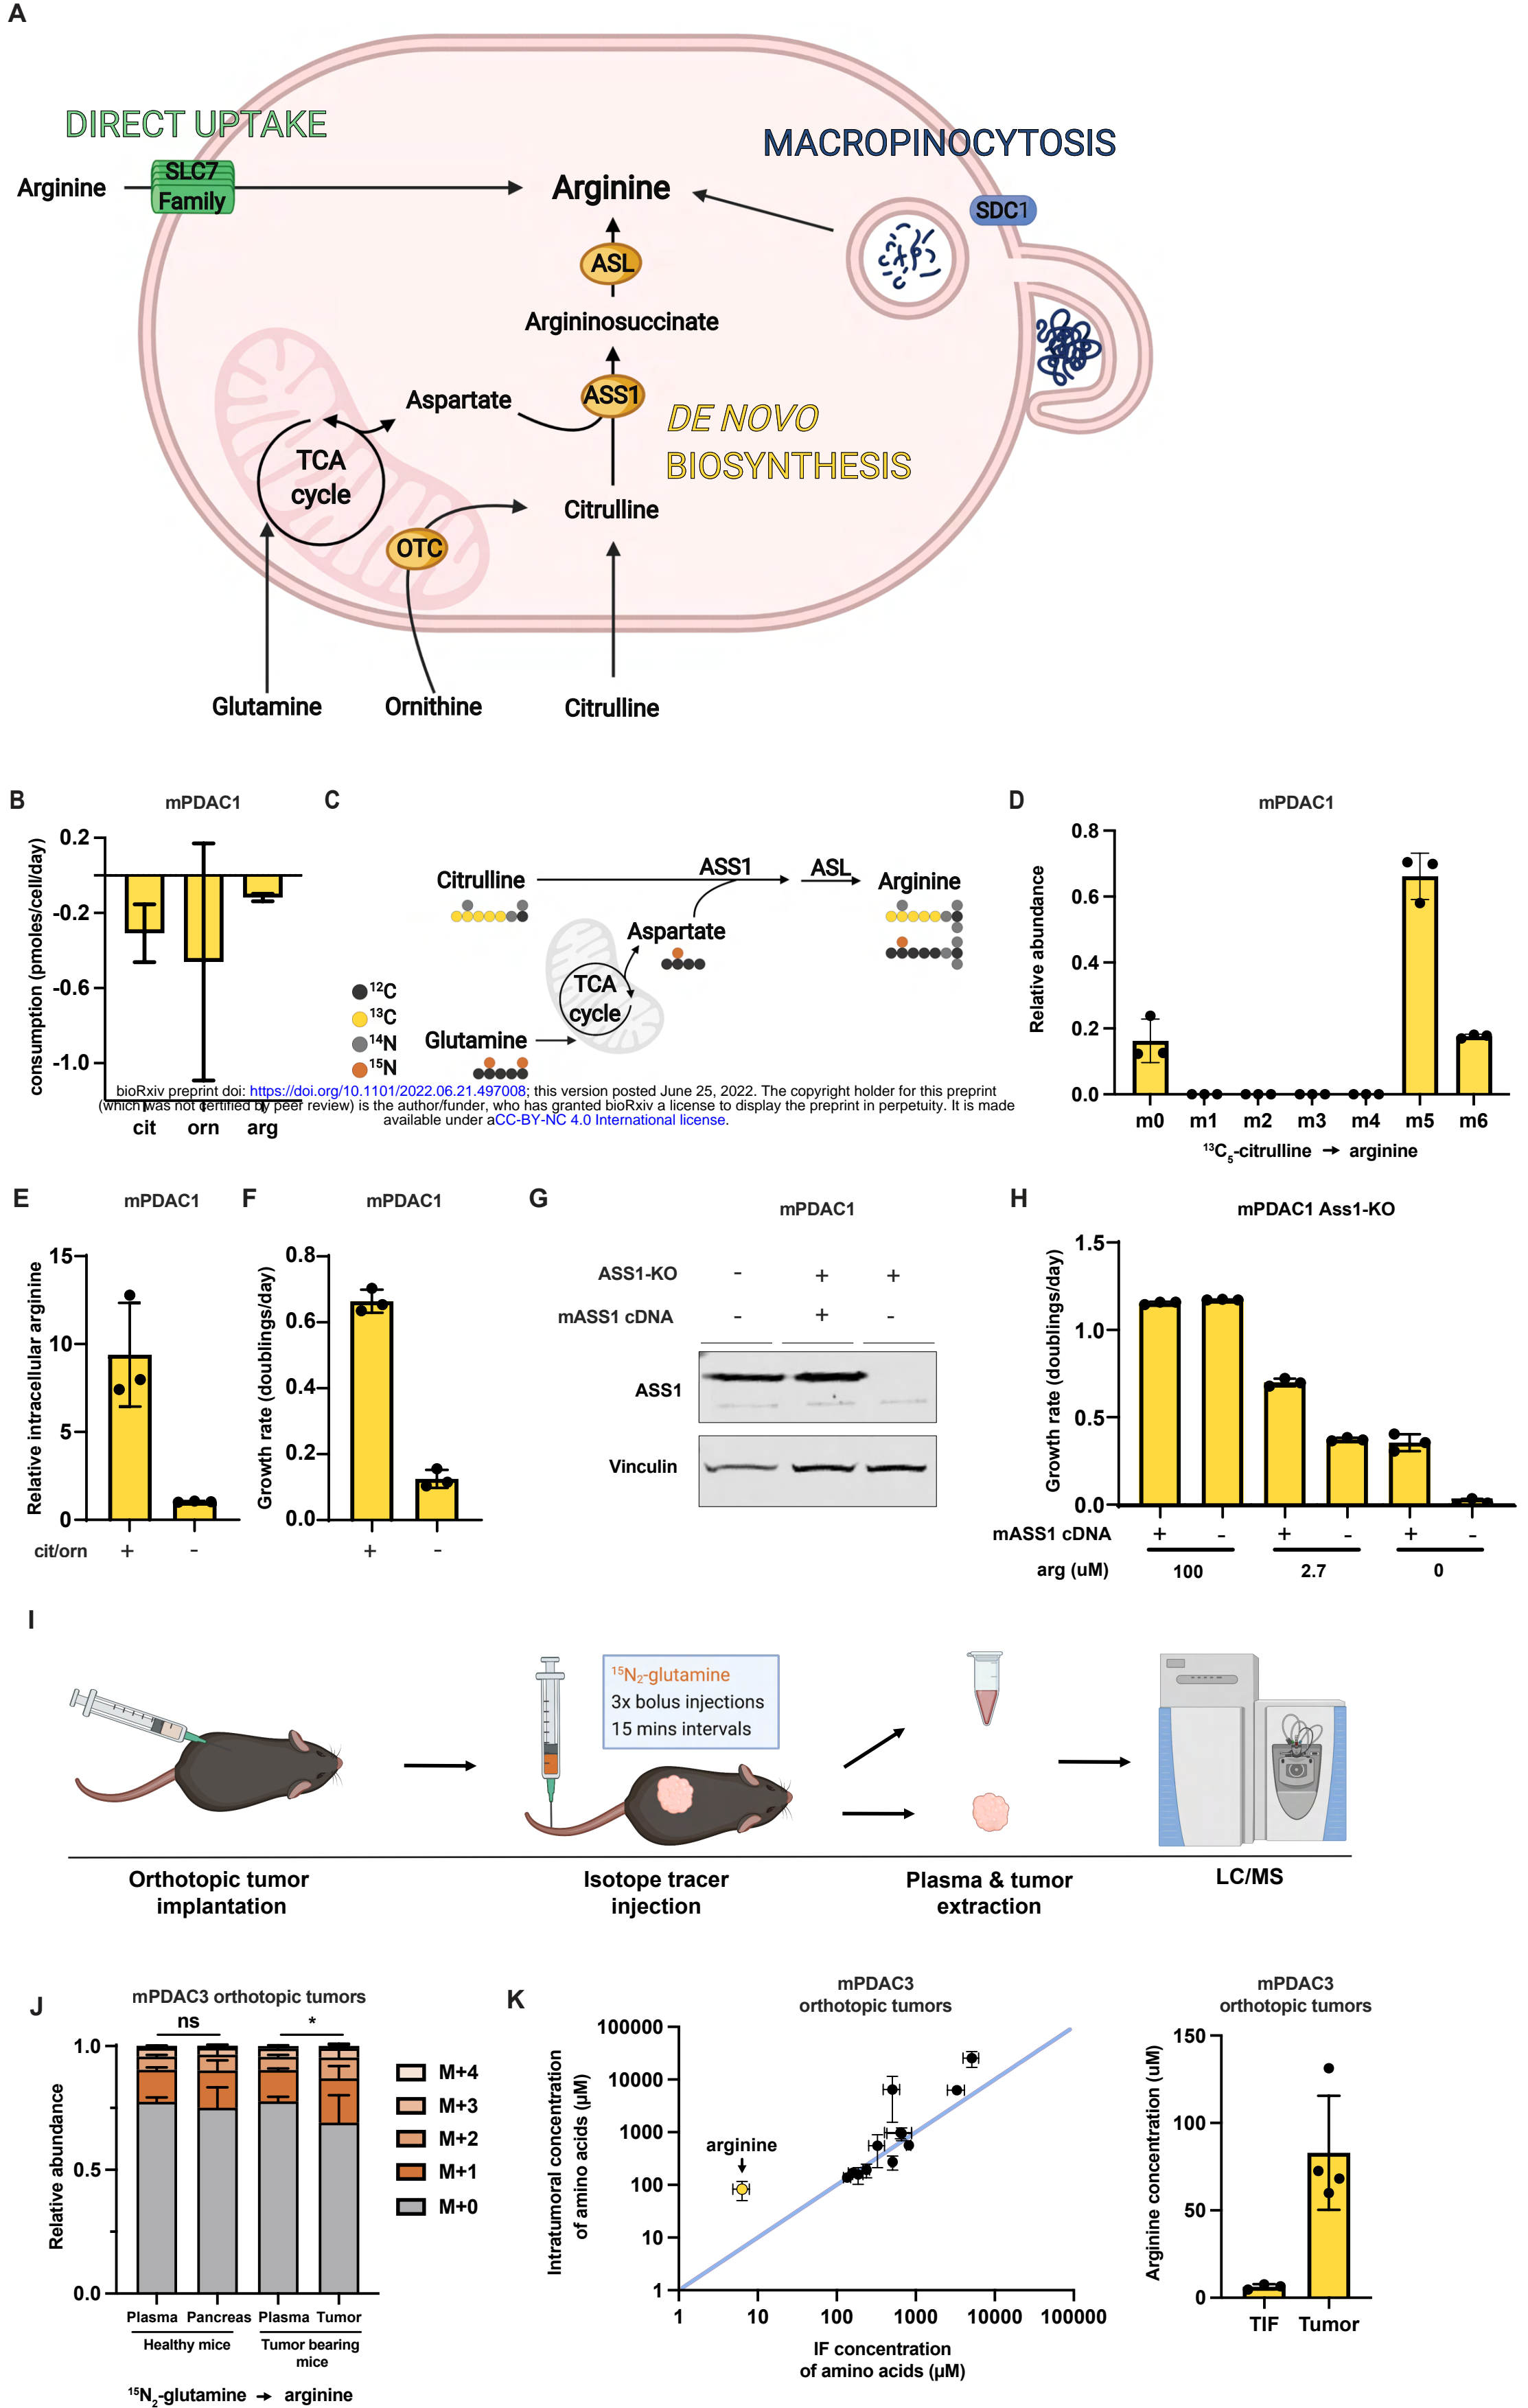 A
DIRECT UPTAKE
MACROPINOCYTOSIS
Arginine
SLC7
Family
Arginine
SDC1
ASL
Argininosuccinate
Aspartate
ASS1
DE NOVO
BIOSYNTHESIS
TCA
cycle
Citrulline
OTC
Glutamine
Ornithine
Citrulline
B
mPDAC1
consumption (pmoles/cell/day)
0.2
-0.2
-0.6
-1.0
cit orn arg
C
Citrulline
ASS1
ASL
Arginine
Aspartate
TCA
cycle
Glutamine
¹²C
¹³C
¹⁴N
¹⁵N
bioRxiv preprint doi: https://doi.org/10.1101/2022.06.21.497008; this version posted June 25, 2022. The copyright holder for this preprint
(which was not certified by peer review) is the author/funder, who has granted bioRxiv a license to display the preprint in perpetuity. It is made
available under aCC-BY-NC 4.0 International license.
D
mPDAC1
Relative abundance
0.8
0.6
0.4
0.2
0.0
m0 m1 m2 m3 m4 m5 m6
¹³C₅-citrulline → arginine
E
mPDAC1
Relative intracellular arginine
15
10
5
0
cit/orn + -
F
mPDAC1
Growth rate (doublings/day)
0.8
0.6
0.4
0.2
0.0
+ -
G
mPDAC1
ASS1-KO - + +
mASS1 cDNA - + -
ASS1
Vinculin
H
mPDAC1 Ass1-KO
Growth rate (doublings/day)
1.5
1.0
0.5
0.0
mASS1 cDNA + - + - + -
arg (uM) 100 2.7 0
I
¹⁵N₂-glutamine
3x bolus injections
15 mins intervals
Orthotopic tumor
implantation
Isotope tracer
injection
Plasma & tumor
extraction
LC/MS
J
mPDAC3 orthotopic tumors
ns *
Relative abundance
1.0
0.5
0.0
M+4
M+3
M+2
M+1
M+0
Plasma Pancreas Plasma Tumor
Healthy mice
Tumor bearing
mice
¹⁵N₂-glutamine → arginine
K
mPDAC3
orthotopic tumors
Intratumoral concentration
of amino acids (µM)
100000
10000
1000
100
10
1
arginine
1 10 100 1000 10000 100000
IF concentration
of amino acids (µM)
mPDAC3
orthotopic tumors
Arginine concentration (uM)
150
100
50
0
TIF Tumor